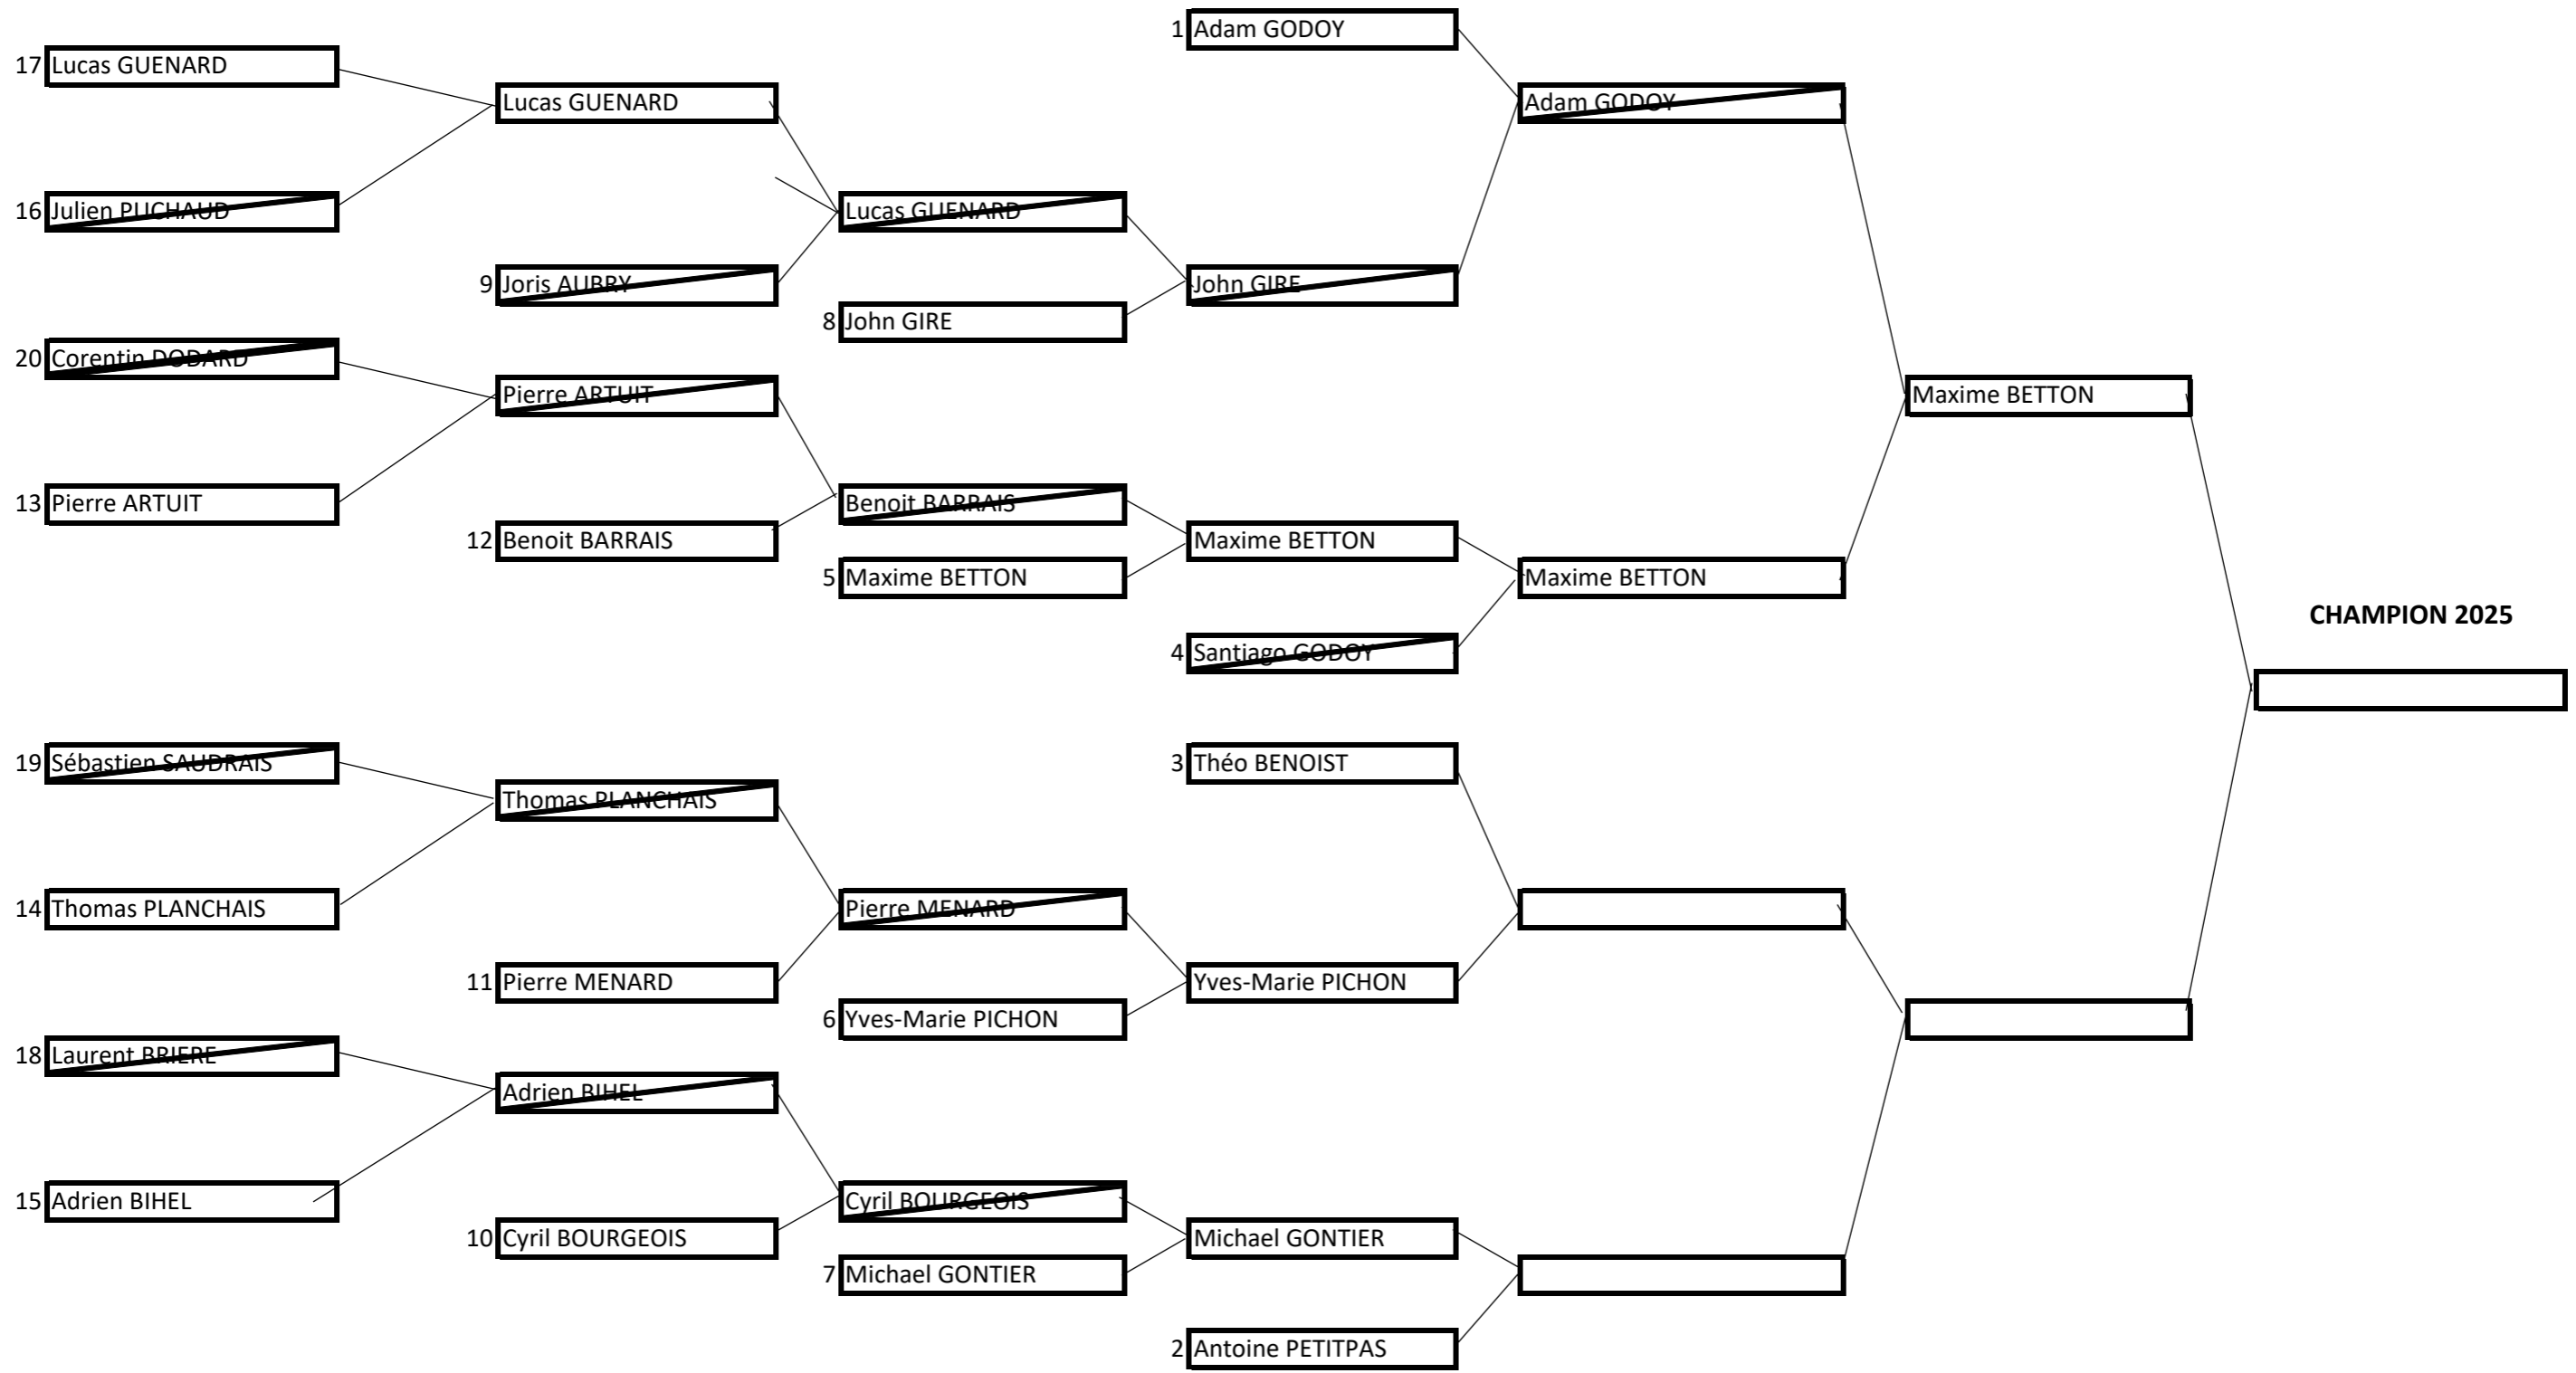 1 Adam GODOY
17 Lucas GUENARD
Lucas GUENARD
Adam GODOY
16 Julien PUCHAUD
Lucas GUENARD
9 Joris AUBRY
John GIRE
8 John GIRE
20 Corentin DODARD
Pierre ARTUIT
Maxime BETTON
13 Pierre ARTUIT
Benoit BARRAIS
12 Benoit BARRAIS
Maxime BETTON
5 Maxime BETTON
Maxime BETTON
CHAMPION 2025
4 Santiago GODOY
19 Sébastien SAUDRAIS
3 Théo BENOIST
Thomas PLANCHAIS
14 Thomas PLANCHAIS
Pierre MENARD
11 Pierre MENARD
Yves-Marie PICHON
6 Yves-Marie PICHON
18 Laurent BRIERE
Adrien BIHEL
15 Adrien BIHEL
Cyril BOURGEOIS
10 Cyril BOURGEOIS
Michael GONTIER
7 Michael GONTIER
2 Antoine PETITPAS